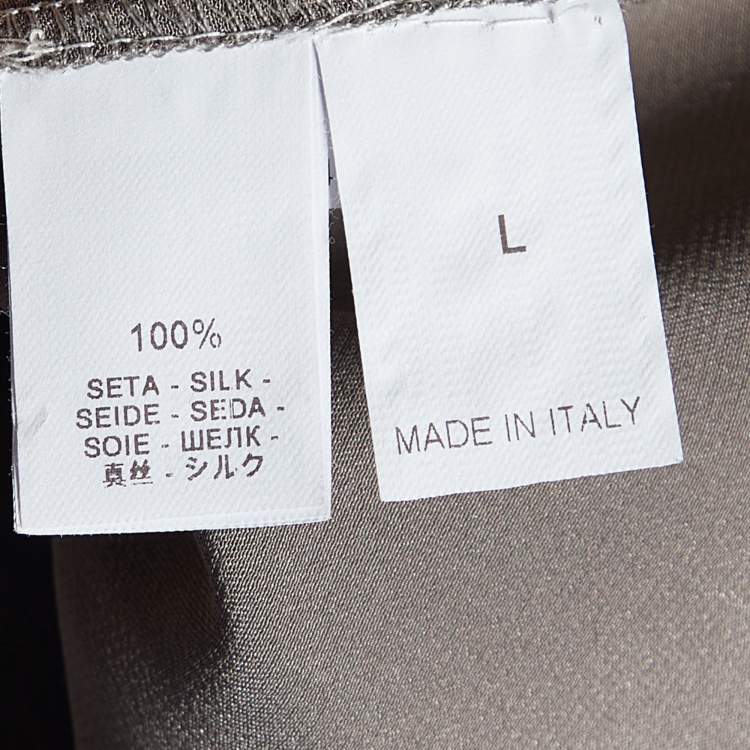 100%
SETA - SILK -
SEIDE - SEDA -
SOIE - ШЕЛК -
真丝 - シルク
L
MADE IN ITALY